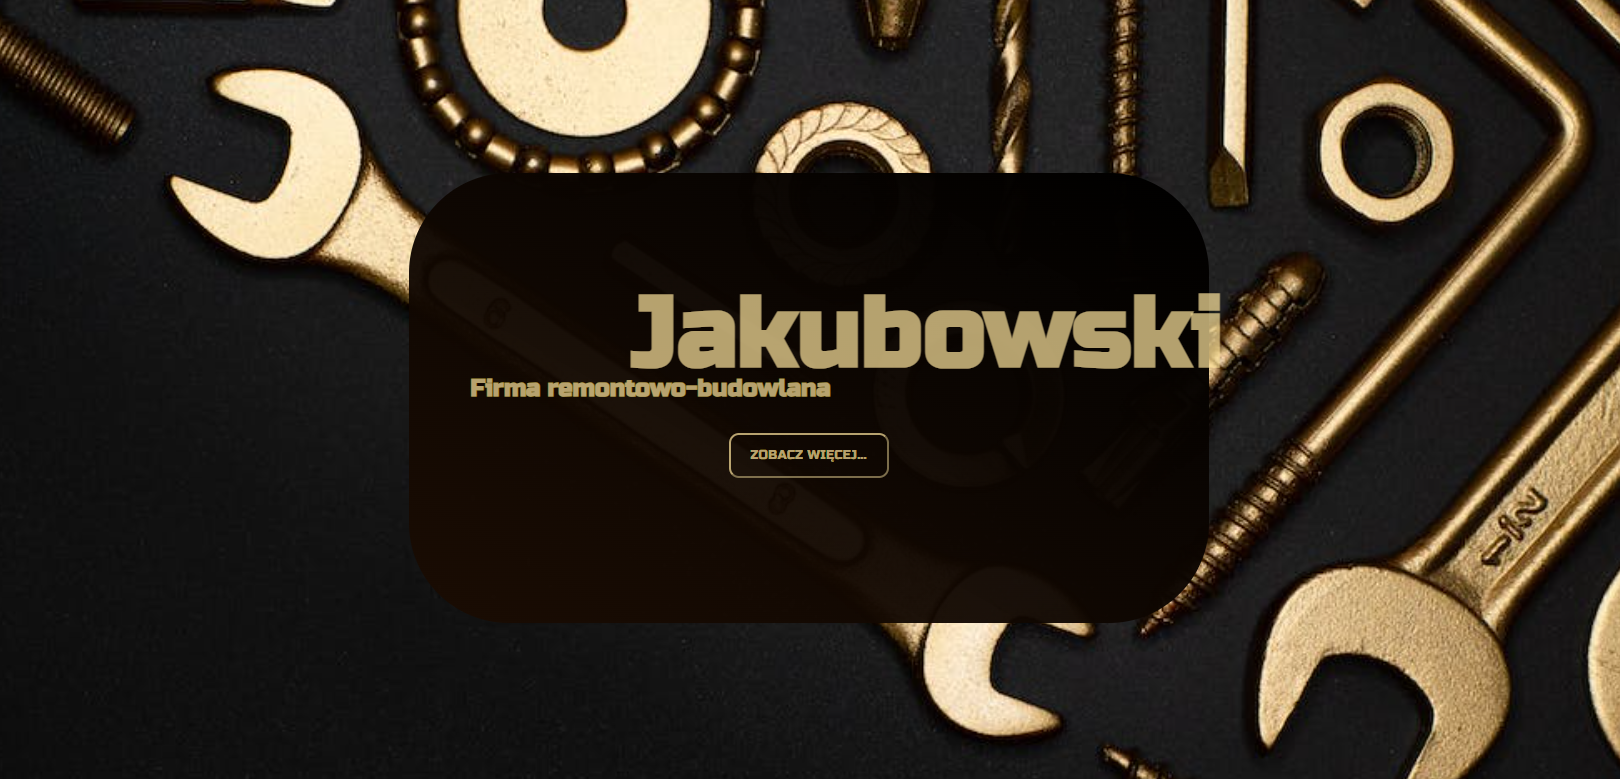 Jakubowski
Firma remontowo-budowlana
ZOBACZ WIĘCEJ...